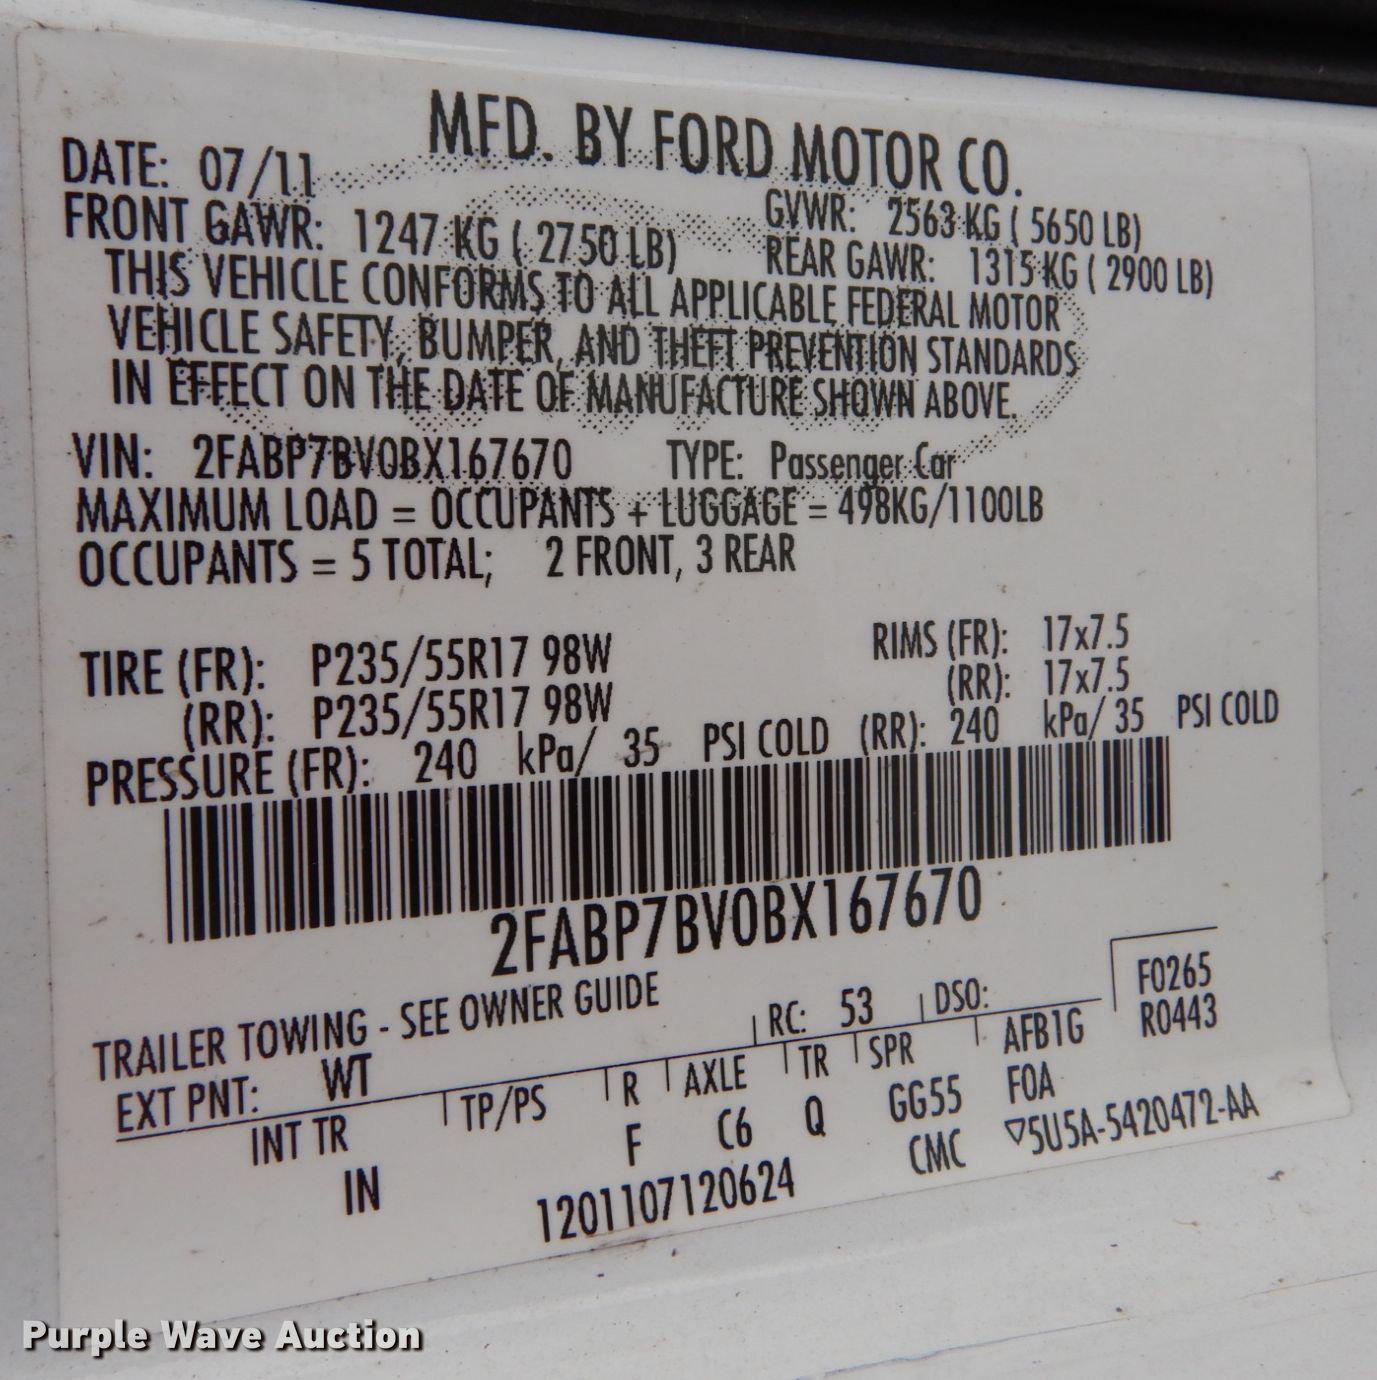 MFD. BY FORD MOTOR CO.
DATE: 07/11
GVWR: 2563 KG ( 5650 LB)
FRONT GAWR: 1247 KG ( 2750 LB)
REAR GAWR: 1315 KG ( 2900 LB)
THIS VEHICLE CONFORMS TO ALL APPLICABLE FEDERAL MOTOR
VEHICLE SAFETY, BUMPER, AND THEFT PREVENTION STANDARDS
IN EFFECT ON THE DATE OF MANUFACTURE SHOWN ABOVE.
VIN: 2FABP7BV0BX167670 TYPE: Passenger Car
MAXIMUM LOAD = OCCUPANTS + LUGGAGE = 498KG/1100LB
OCCUPANTS = 5 TOTAL; 2 FRONT, 3 REAR
TIRE (FR): P235/55R17 98W RIMS (FR): 17x7.5
(RR): P235/55R17 98W (RR): 17x7.5
PRESSURE (FR): 240 kPa/ 35 PSI COLD (RR): 240 kPa/ 35 PSI COLD
2FABP7BV0BX167670
TRAILER TOWING - SEE OWNER GUIDE
F0265
EXT PNT: WT RC: 53 DSO: R0443
INT TR TP/PS R AXLE TR SPR AFB1G
IN F C6 Q GG55 FOA
1201107120624 CMC ▽5U5A-5420472-AA
Purple Wave Auction